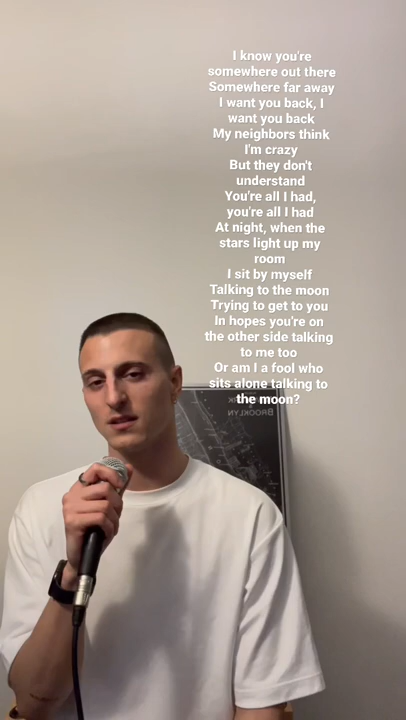 I know you're
somewhere out there
Somewhere far away
I want you back, I
want you back
My neighbors think
I'm crazy
But they don't
understand
You're all I had,
you're all I had
At night, when the
stars light up my
room
I sit by myself
Talking to the moon
Trying to get to you
In hopes you're on
the other side talking
to me too
Or am I a fool who
sits alone talking to
the moon?
BROOKLYN